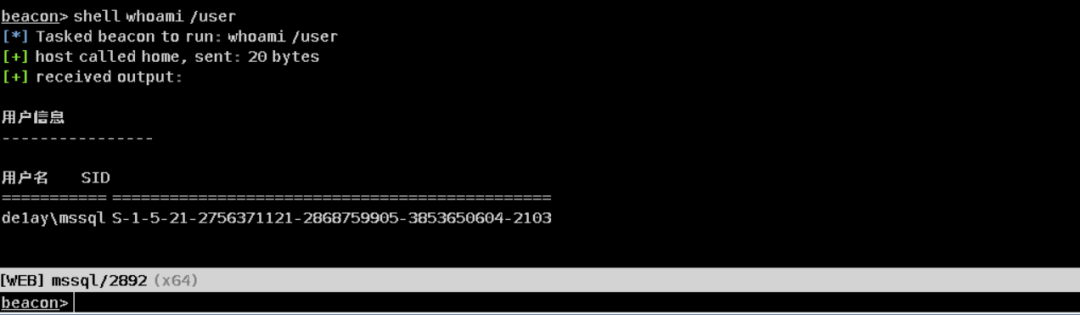 beacon> shell whoami /user
[*] Tasked beacon to run: whoami /user
[+] host called home, sent: 20 bytes
[+] received output:
用户信息
----------------
用户名 SID
=========== ==============================================
de1ay\mssql S-1-5-21-2756371121-2868759905-3853650604-2103
[WEB] mssql/2892 (x64)
beacon>